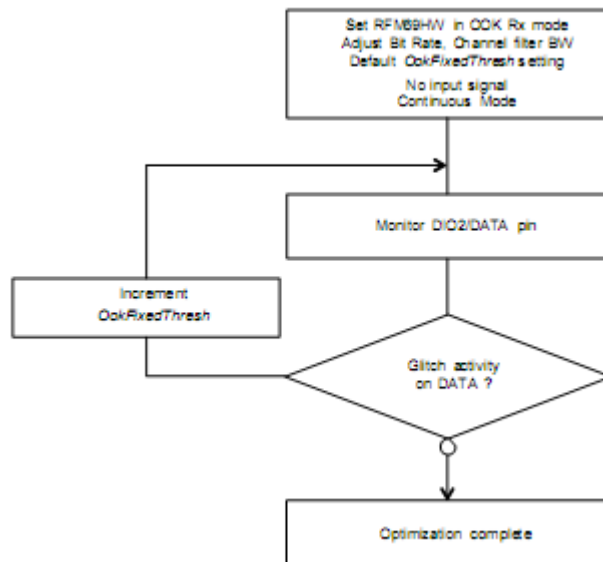 Set RFM69HW in OOK Rx mode
Adjust Bit Rate, Channel filter BW
Default OokFixedThresh setting
No input signal
Continuous Mode
Monitor DIO2/DATA pin
Increment
OokFixedThresh
Glitch activity
on DATA ?
Optimization complete